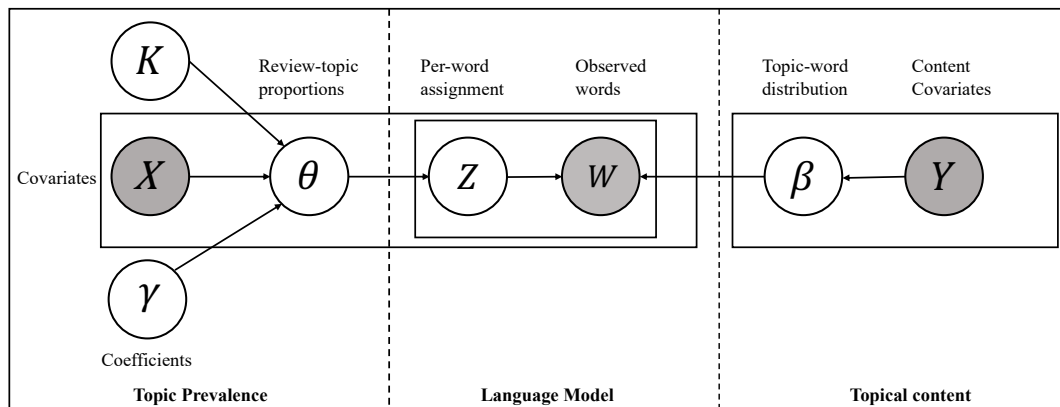 K
Review-topic
proportions
Per-word
assignment
Observed
words
Topic-word
distribution
Content
Covariates
Covariates
X
θ
Z
W
β
Y
γ
Coefficients
Topic Prevalence
Language Model
Topical content